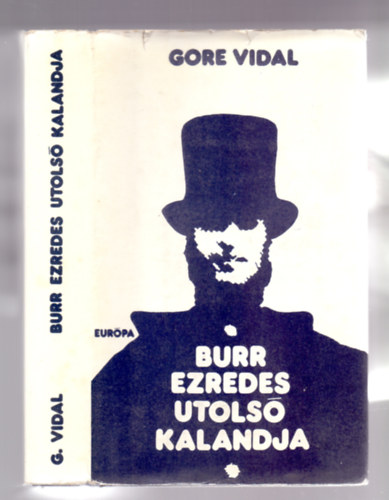 GORE VIDAL
EURÓPA
BURR
EZREDES
UTOLSÓ
KALANDJA
G. VIDAL BURR EZREDES UTOLSÓ KALANDJA